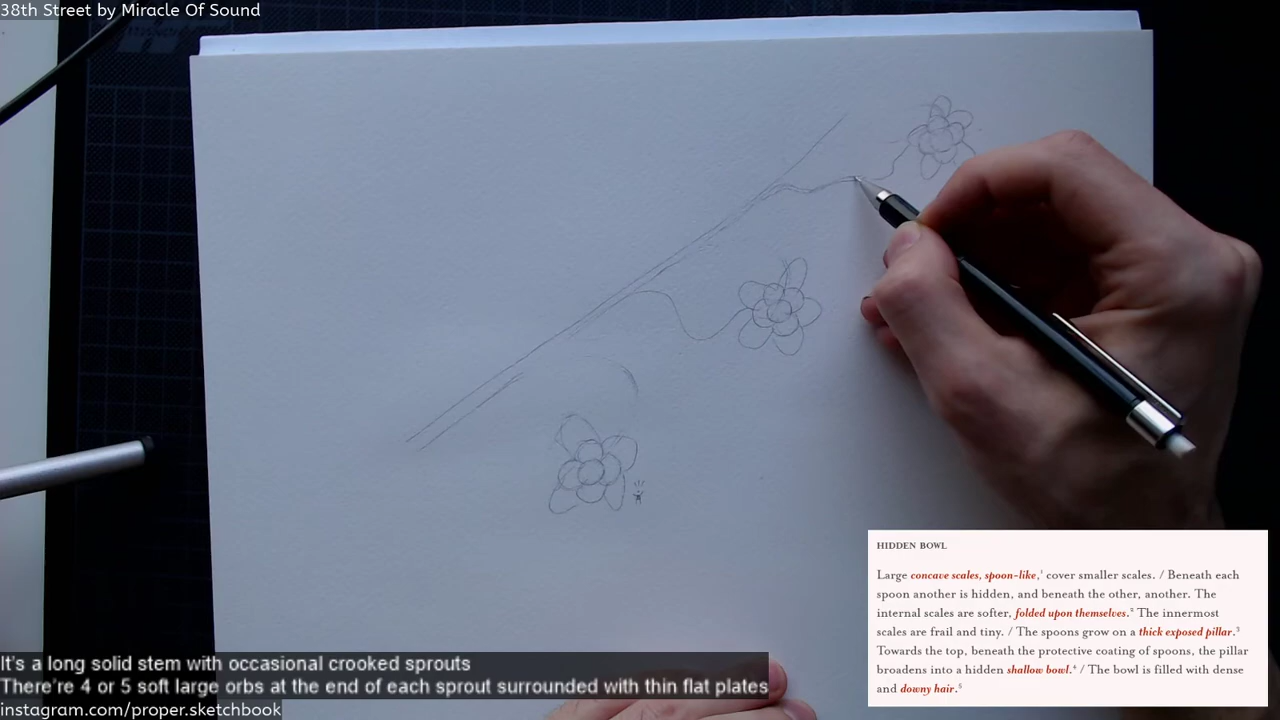 38th Street by Miracle Of Sound
HIDDEN BOWL
Large concave scales, spoon-like,¹ cover smaller scales. / Beneath each
spoon another is hidden, and beneath the other, another. The
internal scales are softer, folded upon themselves.² The innermost
scales are frail and tiny. / The spoons grow on a thick exposed pillar.³
Towards the top, beneath the protective coating of spoons, the pillar
broadens into a hidden shallow bowl.⁴ / The bowl is filled with dense
and downy hair.⁵
It's a long solid stem with occasional crooked sprouts
There're 4 or 5 soft large orbs at the end of each sprout surrounded with thin flat plates
instagram.com/proper.sketchbook